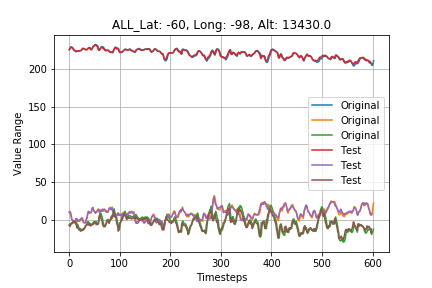 ALL_Lat: -60, Long: -98, Alt: 13430.0
200
150
100
50
0
Value Range
Original
Original
Original
Test
Test
Test
0 100 200 300 400 500 600
Timesteps